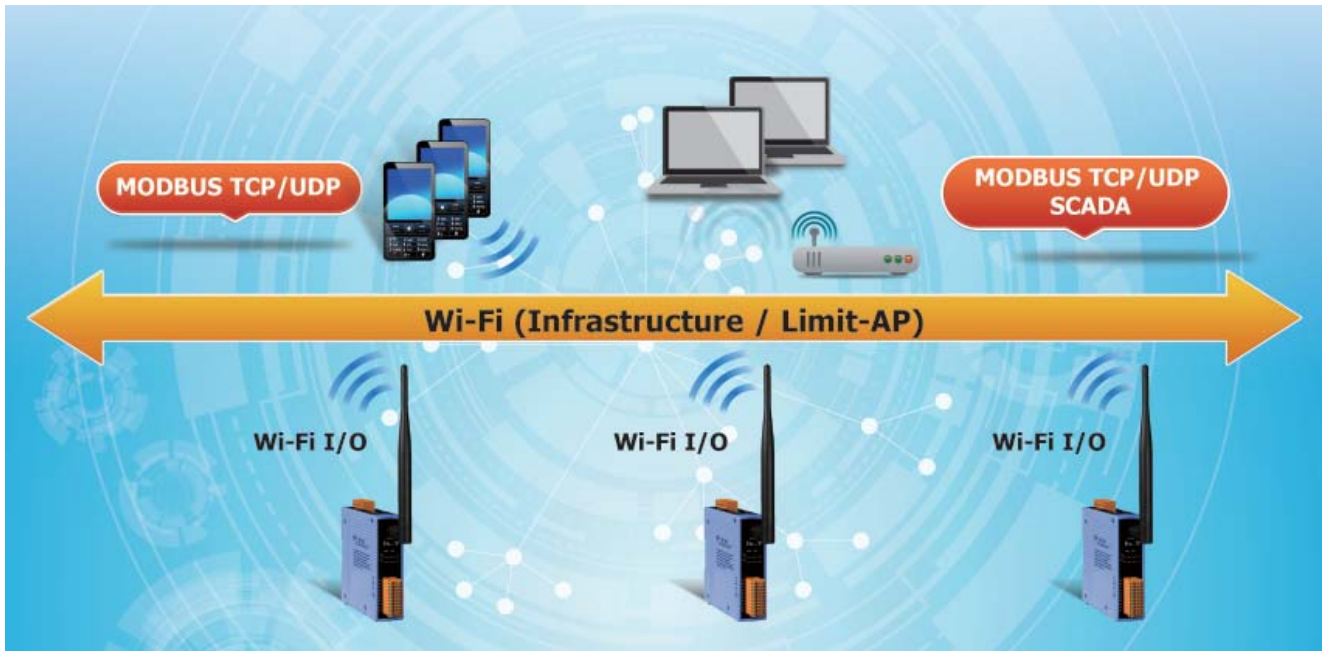 MODBUS TCP/UDP
MODBUS TCP/UDP
SCADA
Wi-Fi (Infrastructure / Limit-AP)
Wi-Fi I/O
Wi-Fi I/O
Wi-Fi I/O